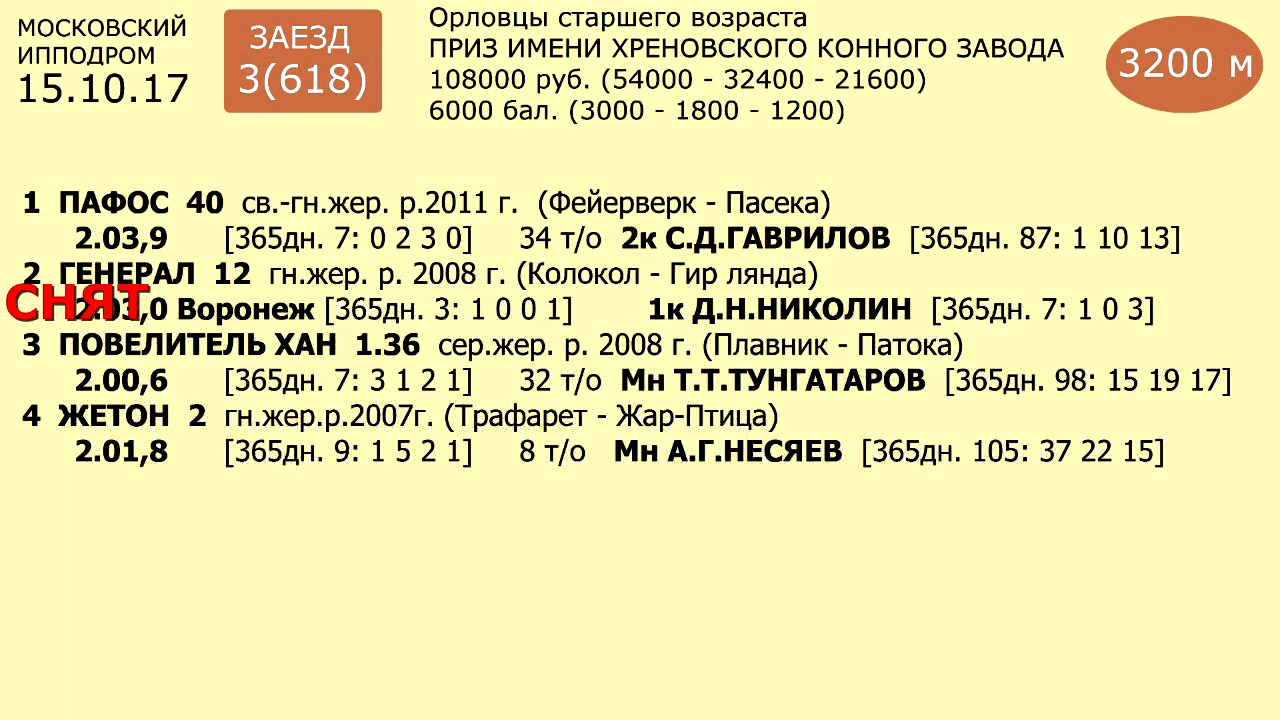 МОСКОВСКИЙ
ИППОДРОМ
15.10.17
ЗАЕЗД
3(618)
Орловцы старшего возраста
ПРИЗ ИМЕНИ ХРЕНОВСКОГО КОННОГО ЗАВОДА
108000 руб. (54000 - 32400 - 21600)
6000 бал. (3000 - 1800 - 1200)
3200 м
1 ПАФОС 40 св.-гн.жер. р.2011 г. (Фейерверк - Пасека)
2.03,9 [365дн. 7: 0 2 3 0] 34 т/о 2к С.Д.ГАВРИЛОВ [365дн. 87: 1 10 13]
2 ГЕНЕРАЛ 12 гн.жер. р. 2008 г. (Колокол - Гир лянда)
СНЯТ
2.03,0 Воронеж [365дн. 3: 1 0 0 1] 1к Д.Н.НИКОЛИН [365дн. 7: 1 0 3]
3 ПОВЕЛИТЕЛЬ ХАН 1.36 сер.жер. р. 2008 г. (Плавник - Патока)
2.00,6 [365дн. 7: 3 1 2 1] 32 т/о Мн Т.Т.ТУНГАТАРОВ [365дн. 98: 15 19 17]
4 ЖЕТОН 2 гн.жер.р.2007г. (Трафарет - Жар-Птица)
2.01,8 [365дн. 9: 1 5 2 1] 8 т/о Мн А.Г.НЕСЯЕВ [365дн. 105: 37 22 15]